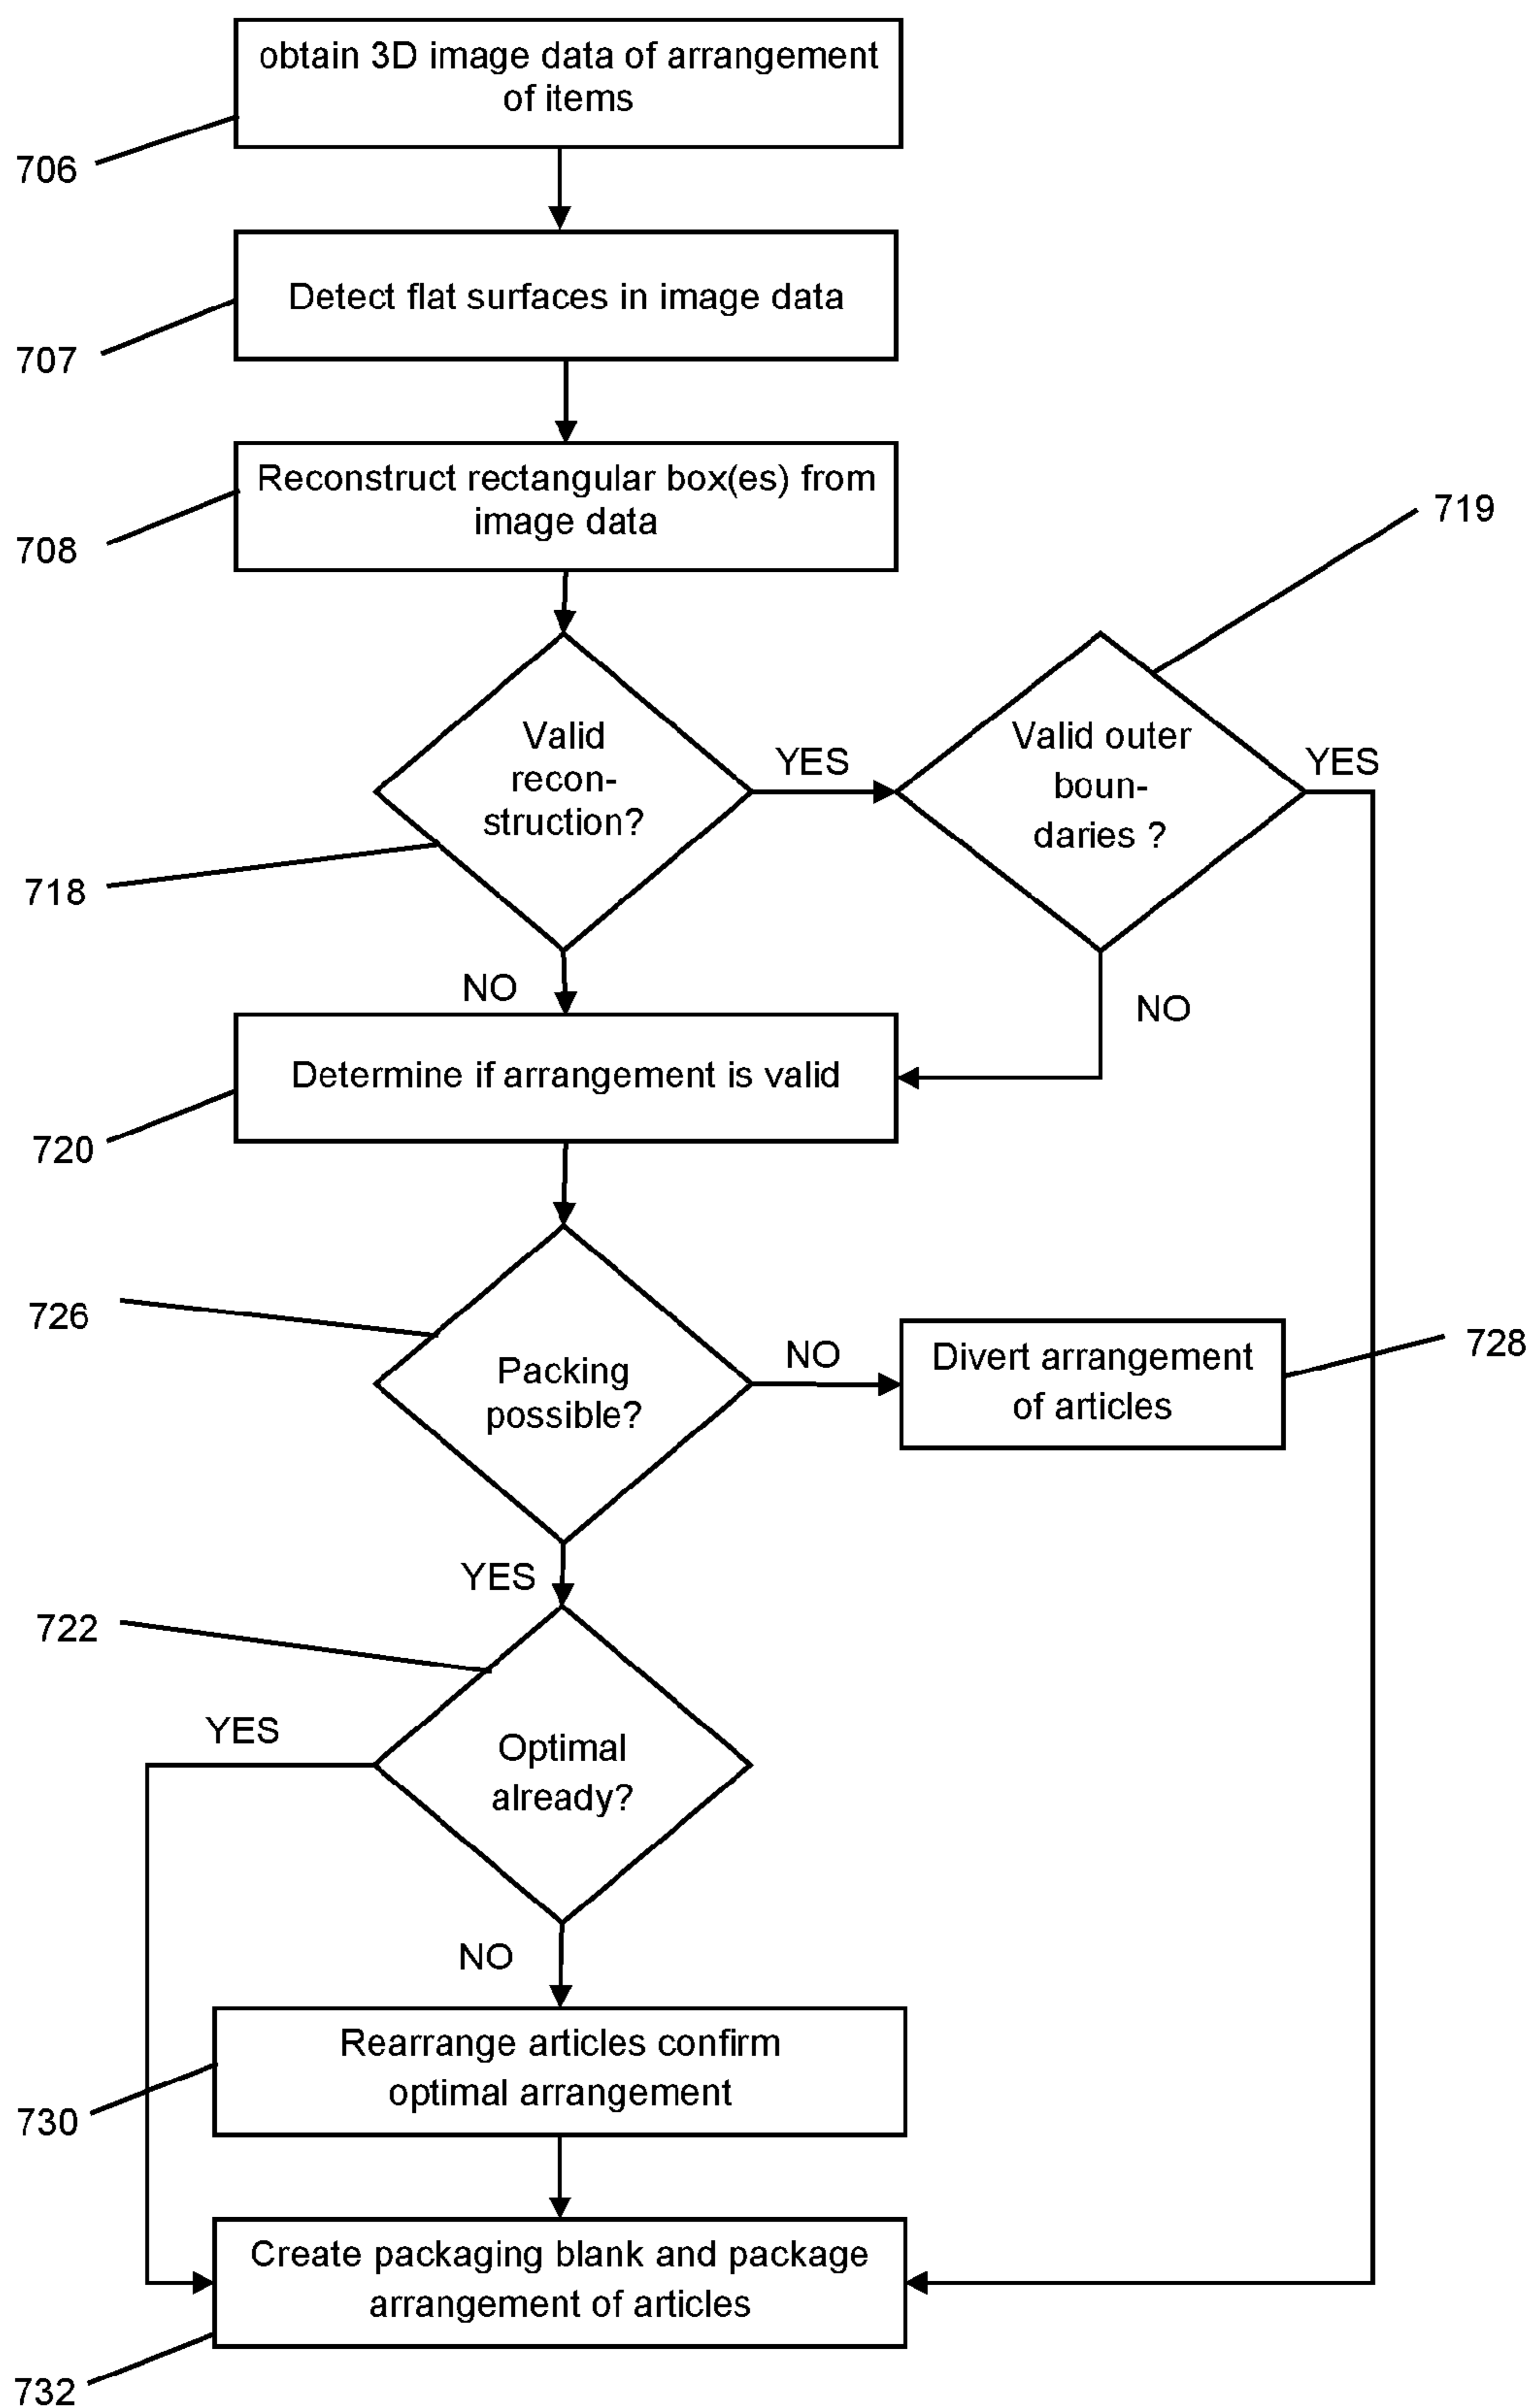 obtain 3D image data of arrangement
of items
706
Detect flat surfaces in image data
707
Reconstruct rectangular box(es) from
image data
708
719
Valid
recon-
struction?
YES
Valid outer
boun-
daries ?
YES
718
NO
NO
Determine if arrangement is valid
720
726
Packing
possible?
NO
Divert arrangement
of articles
728
YES
722
YES
Optimal
already?
NO
Rearrange articles confirm
optimal arrangement
730
Create packaging blank and package
arrangement of articles
732